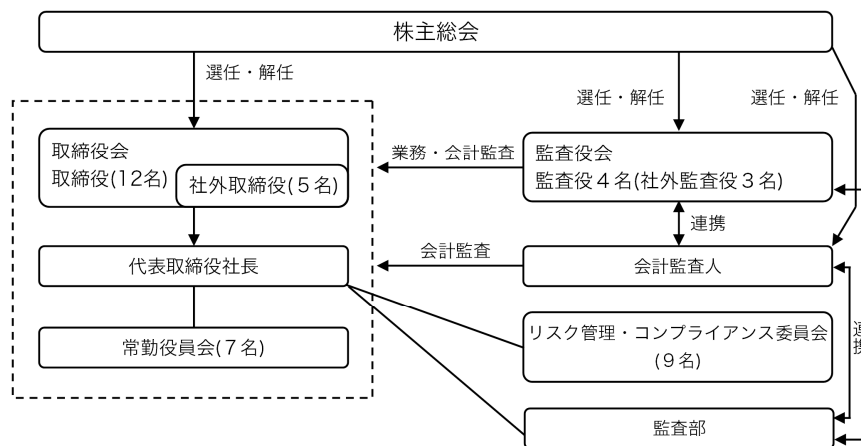 株主総会
選任・解任
選任・解任
選任・解任
取締役会
取締役(12名)
社外取締役(5名)
業務・会計監査
監査役会
監査役4名(社外監査役3名)
連携
代表取締役社長
会計監査
会計監査人
常勤役員会(7名)
リスク管理・コンプライアンス委員会
(9名)
連携
監査部